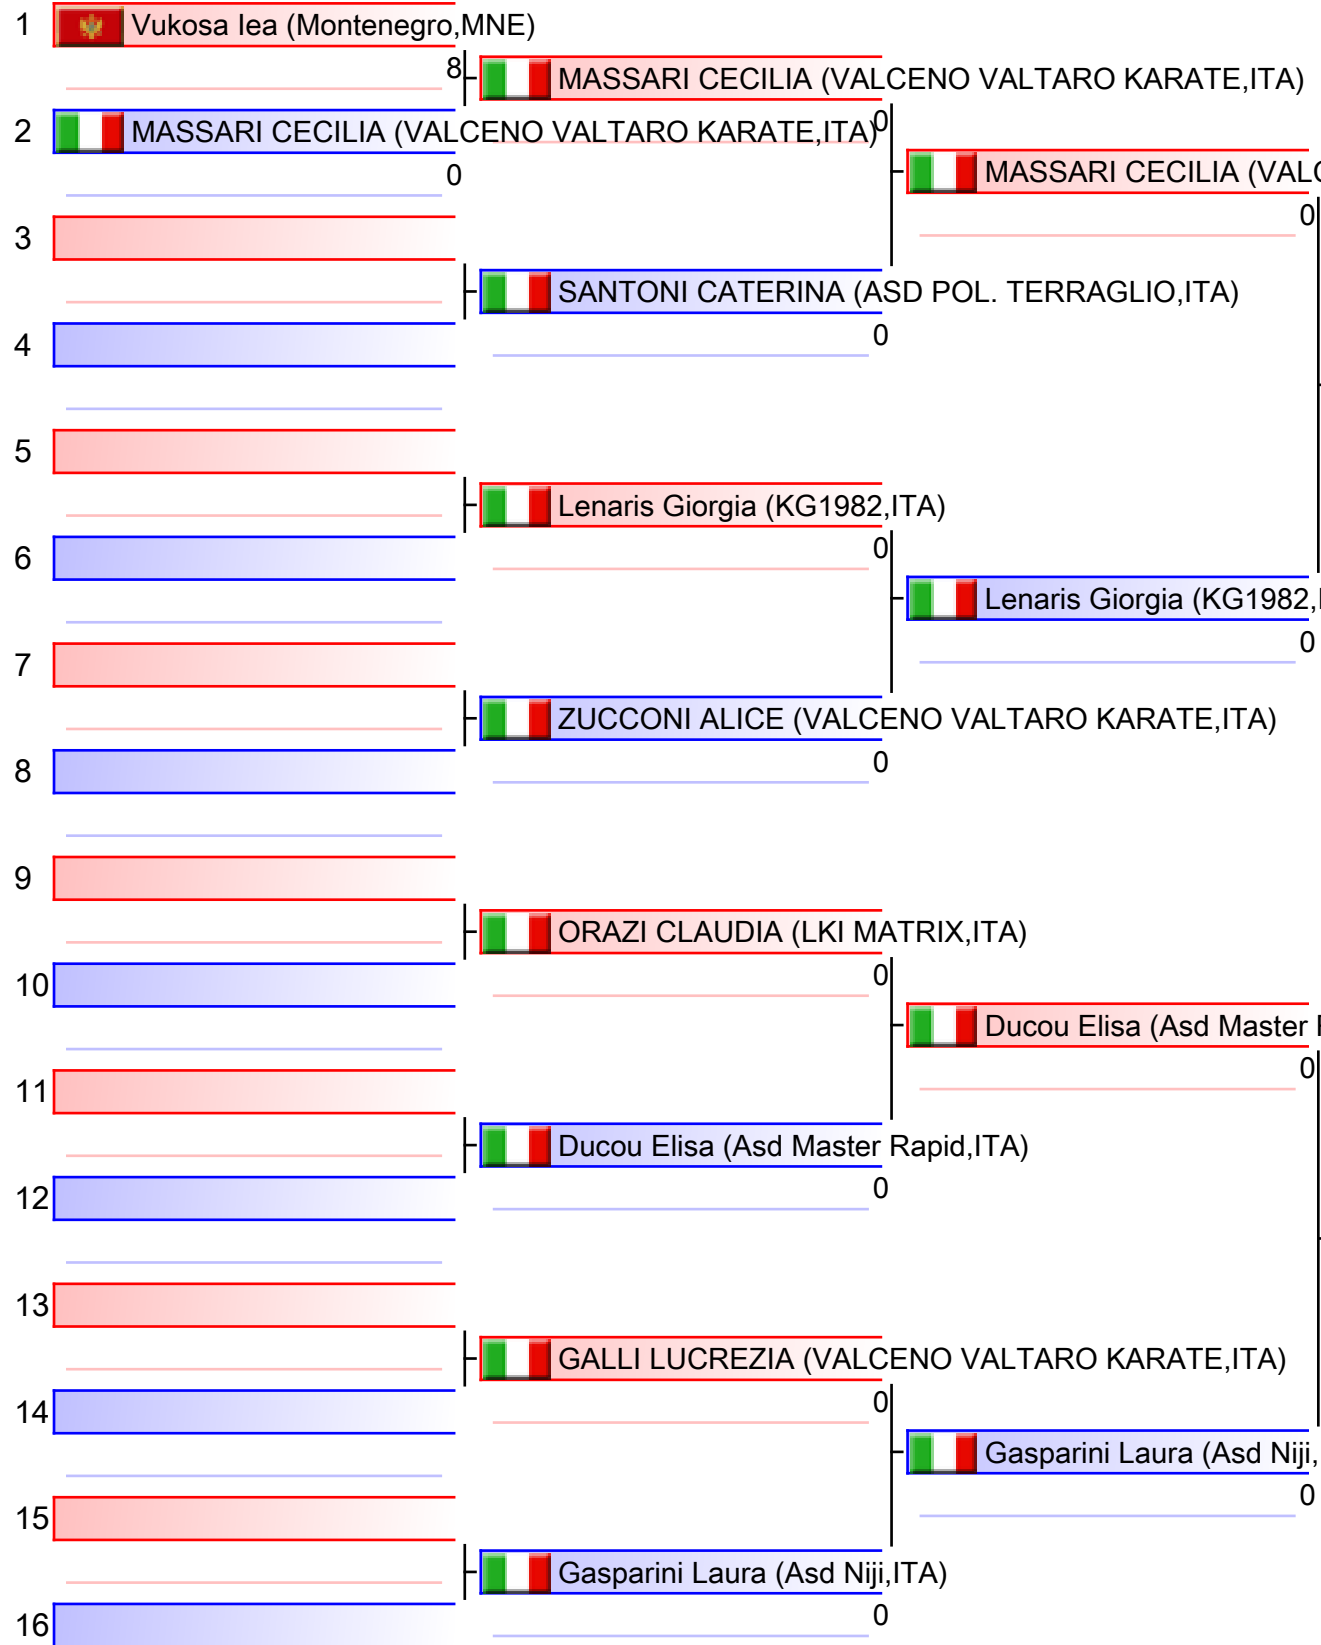 1 Vukosa Iea (Montenegro,MNE)
8 MASSARI CECILIA (VALCENO VALTARO KARATE,ITA)
2 MASSARI CECILIA (VALCENO VALTARO KARATE,ITA) 0
MASSARI CECILIA (VALC
0
0
3
SANTONI CATERINA (ASD POL. TERRAGLIO,ITA)
0
4
5
Lenaris Giorgia (KG1982,ITA)
0
6
Lenaris Giorgia (KG1982,
0
7
ZUCCONI ALICE (VALCENO VALTARO KARATE,ITA)
0
8
9
ORAZI CLAUDIA (LKI MATRIX,ITA)
0
10
Ducou Elisa (Asd Master
0
11
Ducou Elisa (Asd Master Rapid,ITA)
0
12
13
GALLI LUCREZIA (VALCENO VALTARO KARATE,ITA)
0
14
Gasparini Laura (Asd Niji,
0
15
Gasparini Laura (Asd Niji,ITA)
0
16